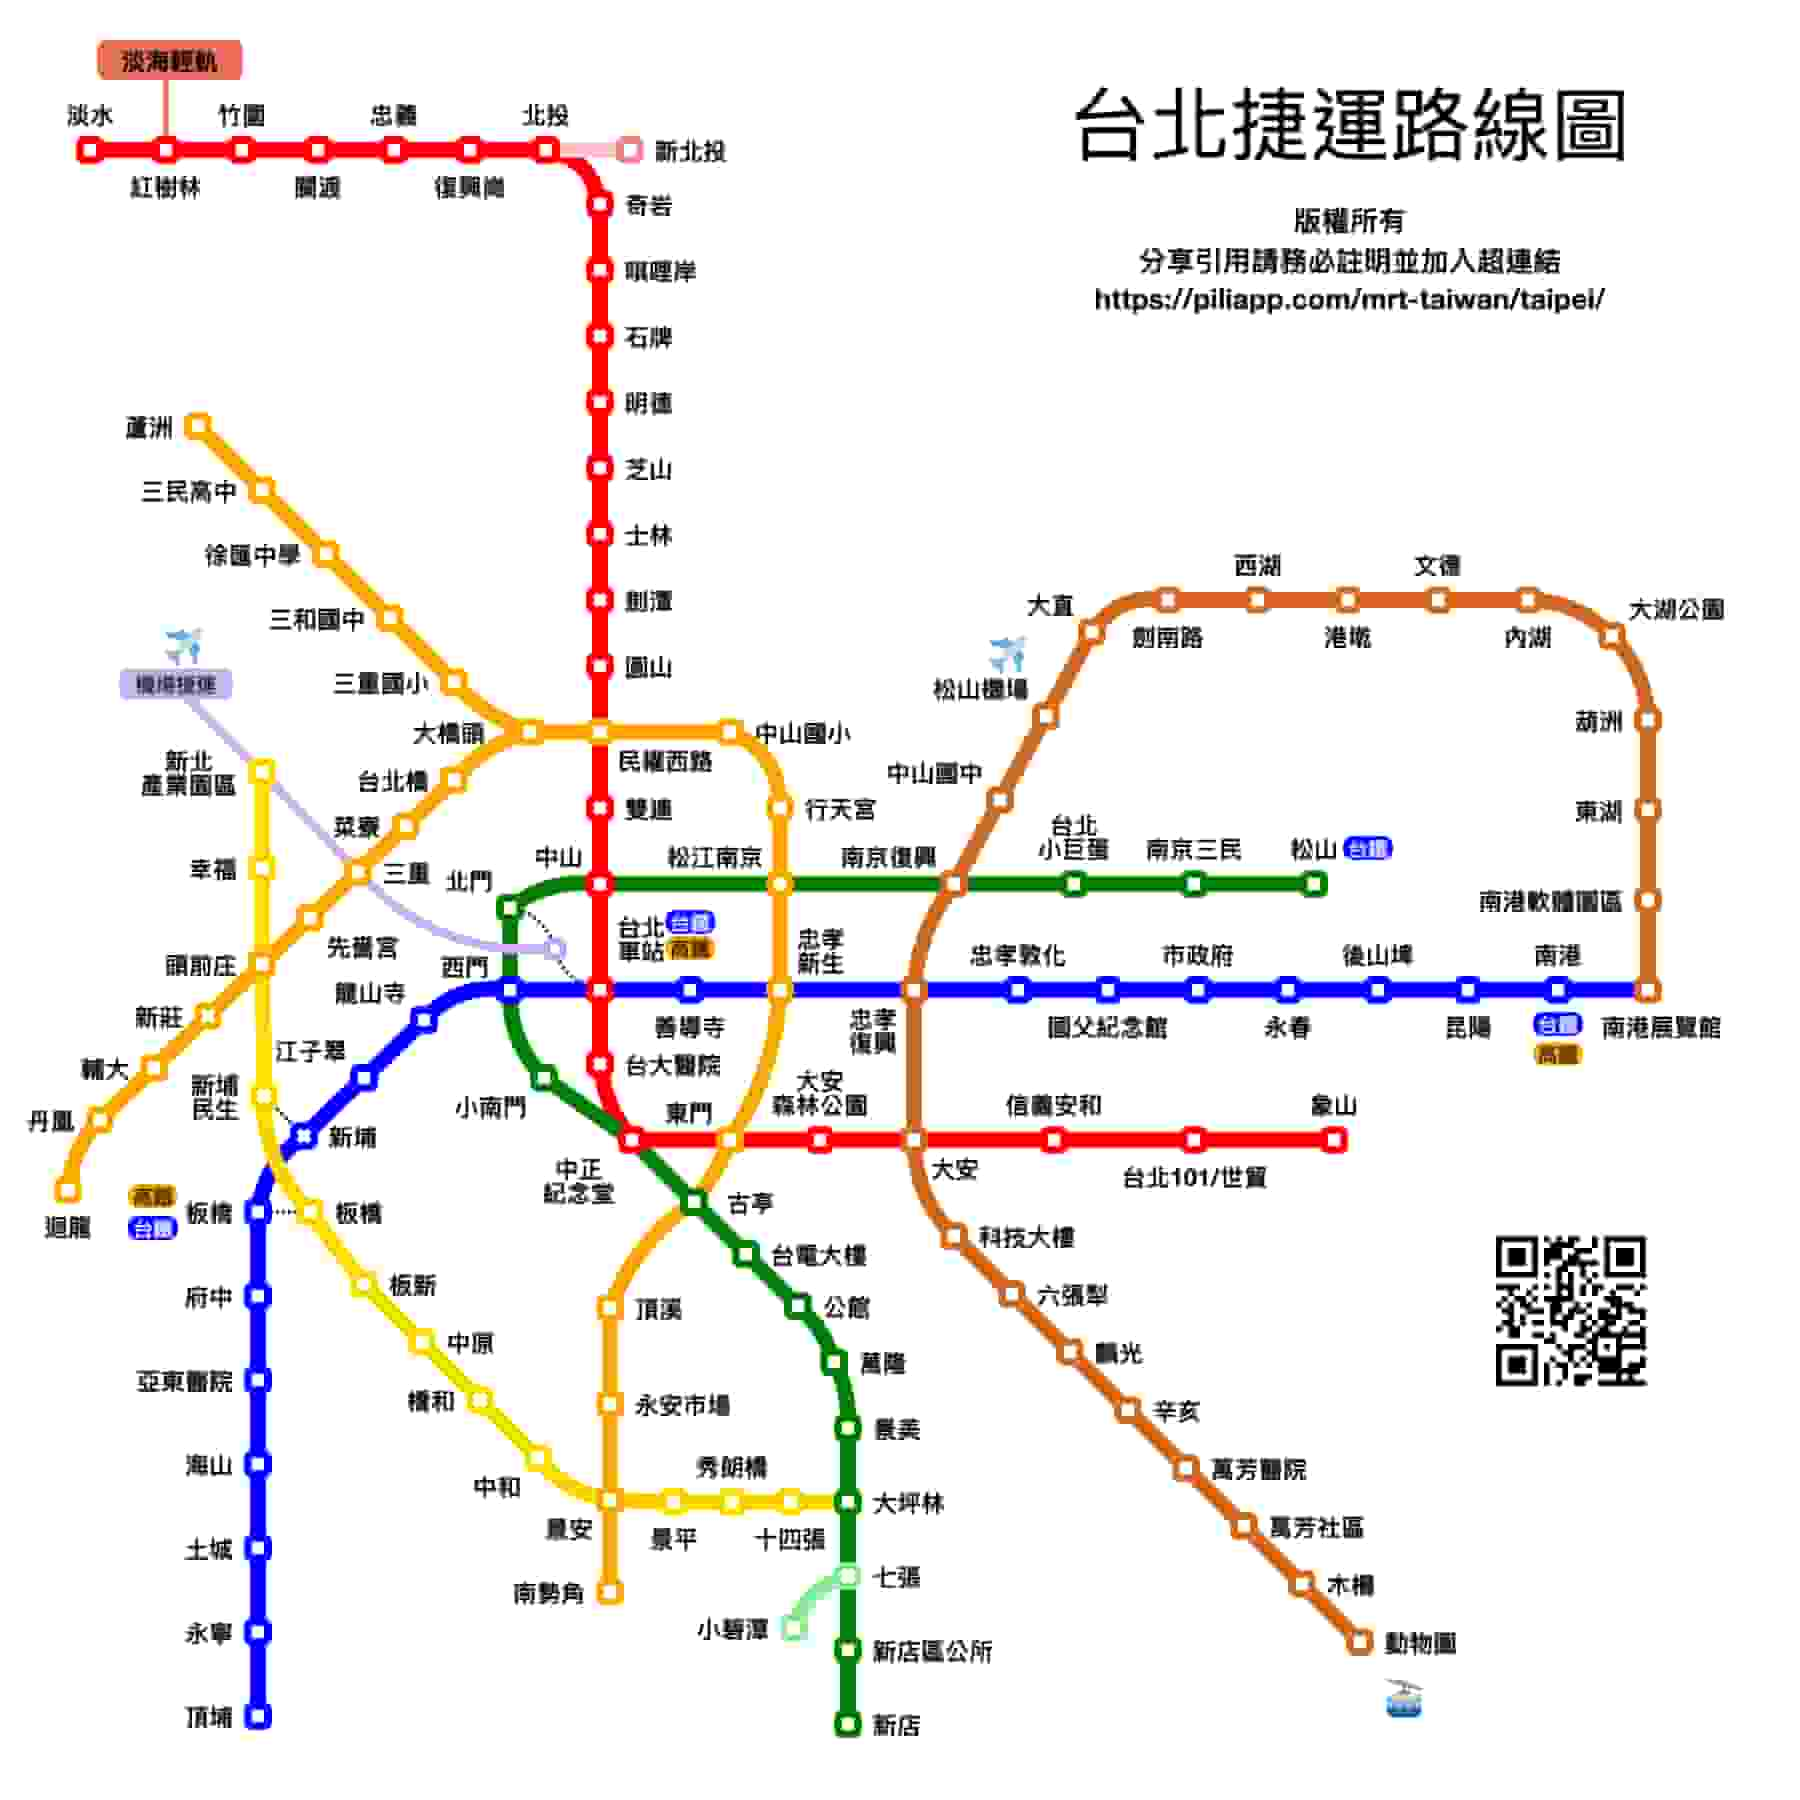 台北捷運路線圖
版權所有
分享引用請務必註明並加入超連結
https://piliapp.com/mrt-taiwan/taipei/
淡海輕軌
淡水
竹圍
忠義
北投
新北投
紅樹林
關渡
復興崗
奇岩
唭哩岸
石牌
明德
芝山
士林
劍潭
圓山
蘆洲
三民高中
徐匯中學
三和國中
三重國小
大橋頭
民權西路
中山國小
機場捷運
新北
產業園區
台北橋
菜寮
三重
雙連
行天宮
幸福
先嗇宮
頭前庄
新莊
輔大
丹鳳
迴龍
中山
北門
松江南京
南京復興
台北
小巨蛋
南京三民
松山
台鐵
台北
車站
台鐵
高鐵
西門
龍山寺
江子翠
新埔
民生
新埔
善導寺
忠孝
新生
忠孝
復興
忠孝敦化
國父紀念館
市政府
永春
後山埤
昆陽
南港
台鐵
高鐵
南港展覽館
大直
劍南路
西湖
港墘
文德
內湖
大湖公園
葫洲
東湖
南港軟體園區
松山機場
中山國中
台大醫院
小南門
中正
紀念堂
東門
大安
森林公園
大安
信義安和
台北101/世貿
象山
高鐵
台鐵
板橋
板橋
府中
亞東醫院
海山
土城
永寧
頂埔
板新
中原
橋和
中和
景安
景平
秀朗橋
十四張
大坪林
南勢角
永安市場
頂溪
古亭
台電大樓
公館
萬隆
景美
七張
小碧潭
新店區公所
新店
科技大樓
六張犁
麟光
辛亥
萬芳醫院
萬芳社區
木柵
動物園